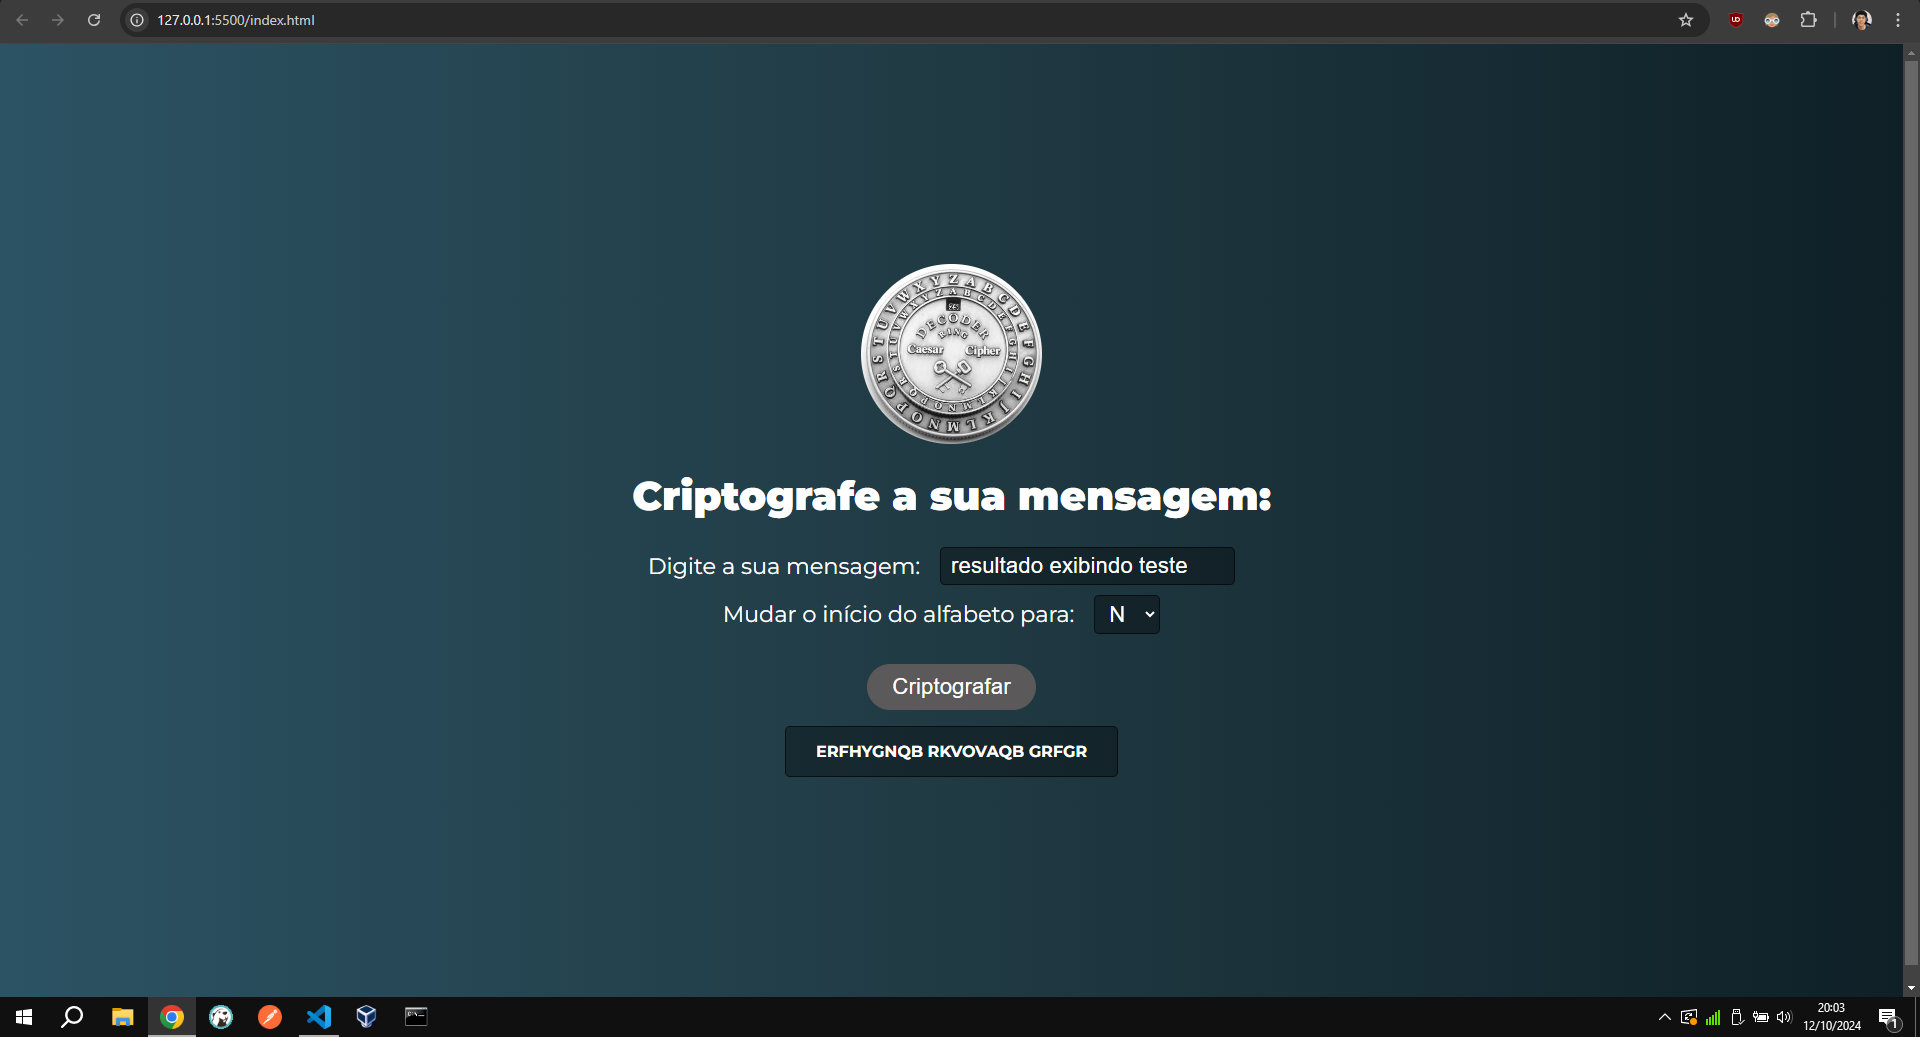 127.0.0.1:5500/index.html
DECODER
RING
Caesar Cipher
Criptografe a sua mensagem:
Digite a sua mensagem: resultado exibindo teste
Mudar o início do alfabeto para: N
Criptografar
ERFHYGNQB RKVOVAQB GRFGR
20:03
12/10/2024
1